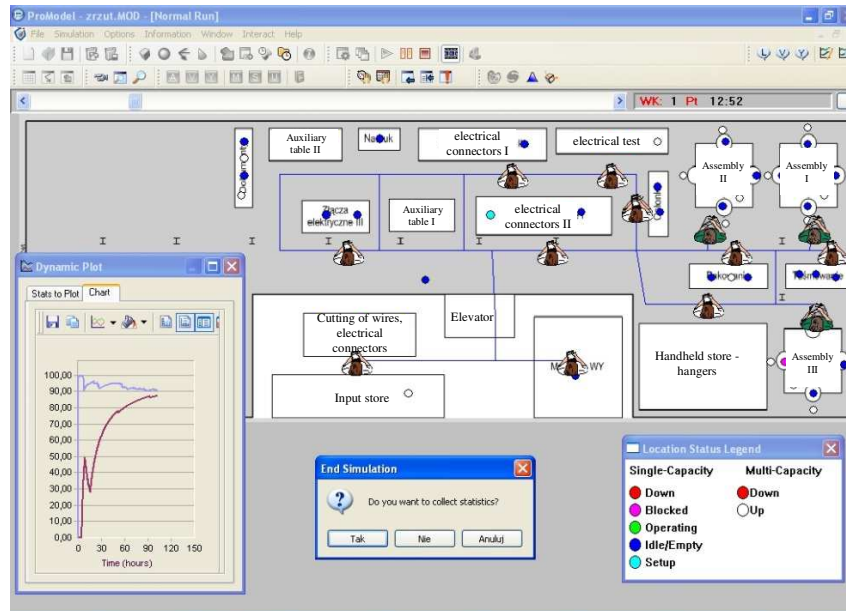 ProModel - zrzut.MOD - [Normal Run]
File Simulation Options Information Window Interact Help
WK: 1 Pt 12:52
Auxiliary
table II
electrical
connectors I
electrical test
Assembly
II
Assembly
I
Złącza
elektryczne III
Auxiliary
table I
electrical
connectors II
Pakowanie
Cutting of wires,
electrical
connectors
Elevator
Input store
WY
Handheld store -
hangers
Assembly
III
Dynamic Plot
Stats to Plot Chart
100,00
90,00
80,00
70,00
60,00
50,00
40,00
30,00
20,00
10,00
0,00
0 30 60 90 120 150
Time (hours)
End Simulation
Do you want to collect statistics?
Tak Nie Anuluj
Location Status Legend
Single-Capacity Multi-Capacity
Down Down
Blocked Up
Operating
Idle/Empty
Setup